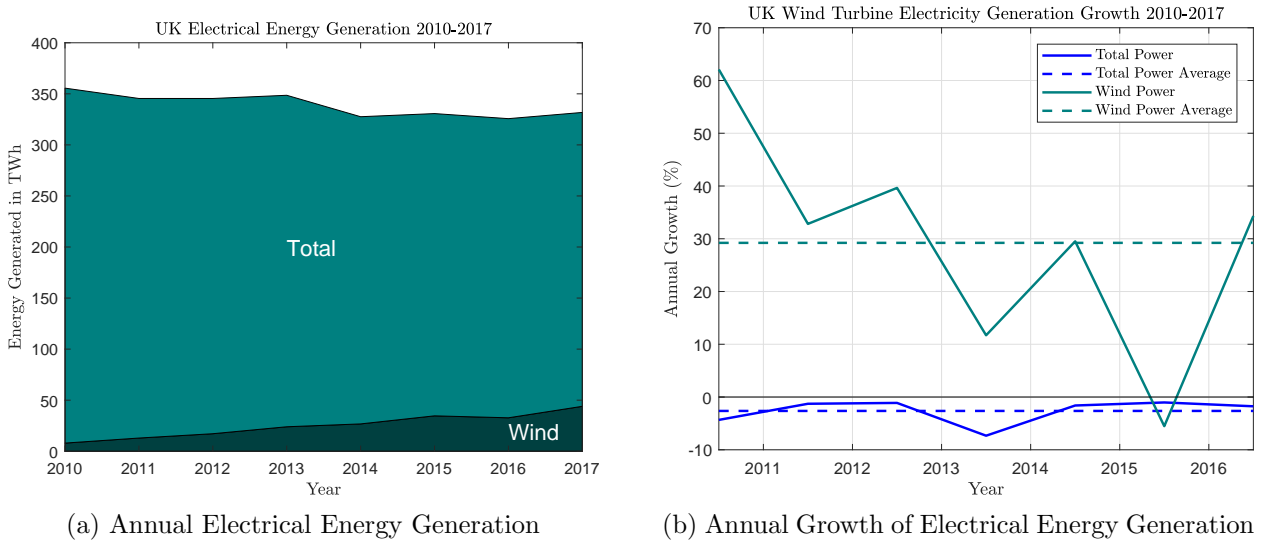 UK Electrical Energy Generation 2010-2017
400
350
300
250
200
150
100
50
0
Energy Generated in TWh
Total
Wind
2010 2011 2012 2013 2014 2015 2016 2017
Year
(a) Annual Electrical Energy Generation
UK Wind Turbine Electricity Generation Growth 2010-2017
70
60
50
40
30
20
10
0
-10
Annual Growth (%)
Total Power
Total Power Average
Wind Power
Wind Power Average
2011 2012 2013 2014 2015 2016
Year
(b) Annual Growth of Electrical Energy Generation